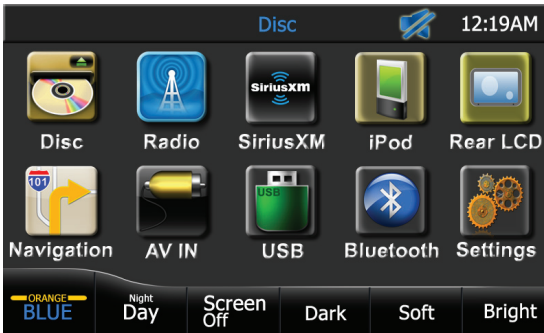 Disc 12:19AM
SiriusXM
Disc Radio SiriusXM iPod Rear LCD
101
USB
Navigation AV IN USB Bluetooth Settings
ORANGE
BLUE
Night
Day
Screen
Off
Dark Soft Bright